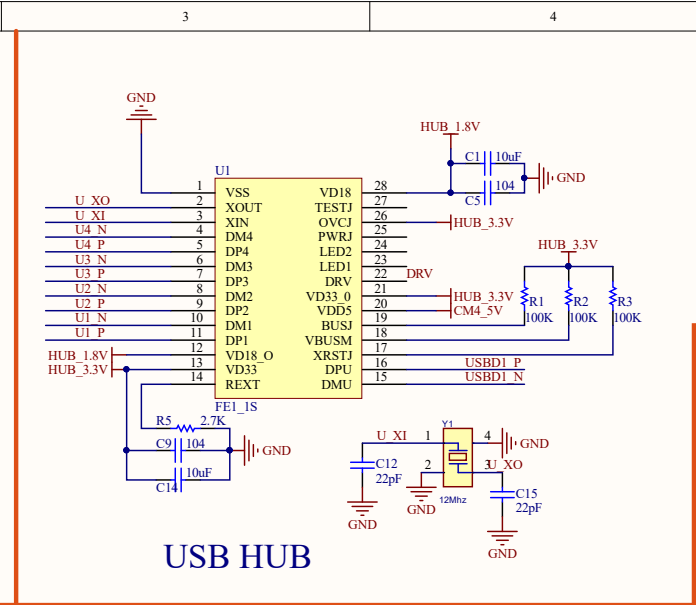 3 4
GND
HUB_1.8V
C1 10uF
GND
C5 104
U1
1 VSS VD18 28
U_XO 2 XOUT TESTJ 27
U_XI 3 XIN OVCJ 26 HUB_3.3V
U4_N 4 DM4 PWRJ 25
U4_P 5 DP4 LED2 24
U3_N 6 DM3 LED1 23
U3_P 7 DP3 DRV 22 DRV
U2_N 8 DM2 VD33_0 21 HUB_3.3V
U2_P 9 DP2 VDD5 20 CM4_5V
U1_N 10 DM1 BUSJ 19
U1_P 11 DP1 VBUSM 18
HUB_1.8V 12 VD18_O XRSTJ 17
HUB_3.3V 13 VD33 DPU 16 USBD1_P
14 REXT DMU 15 USBD1_N
FE1_1S
HUB_3.3V
R1 R2 R3
100K 100K 100K
R5 2.7K
C9 104
GND
C14 10uF
Y1
U_XI 1 4 GND
2 3 U_XO
C12
22pF
GND
GND
12Mhz
C15
22pF
GND
USB HUB